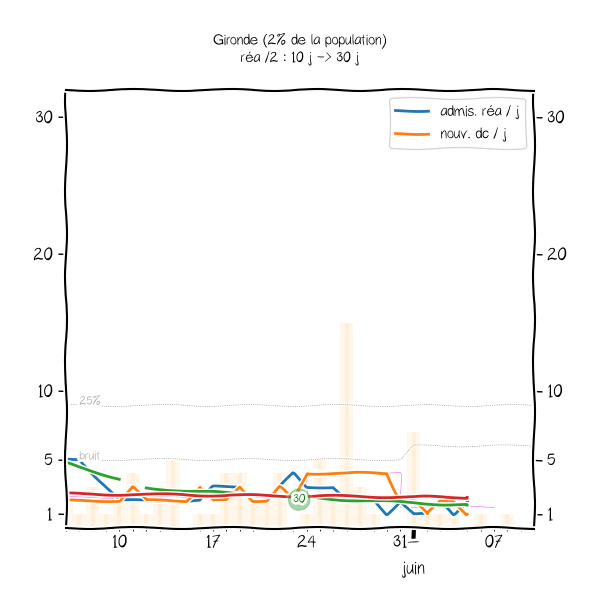 Gironde (2% de la population)
réa /2 : 10 j -> 30 j
admis. réa / j
nouv. dc / j
30 30
20 20
25%
10 10
bruit
5 5
30
1 1
10 17 24 31 07
juin